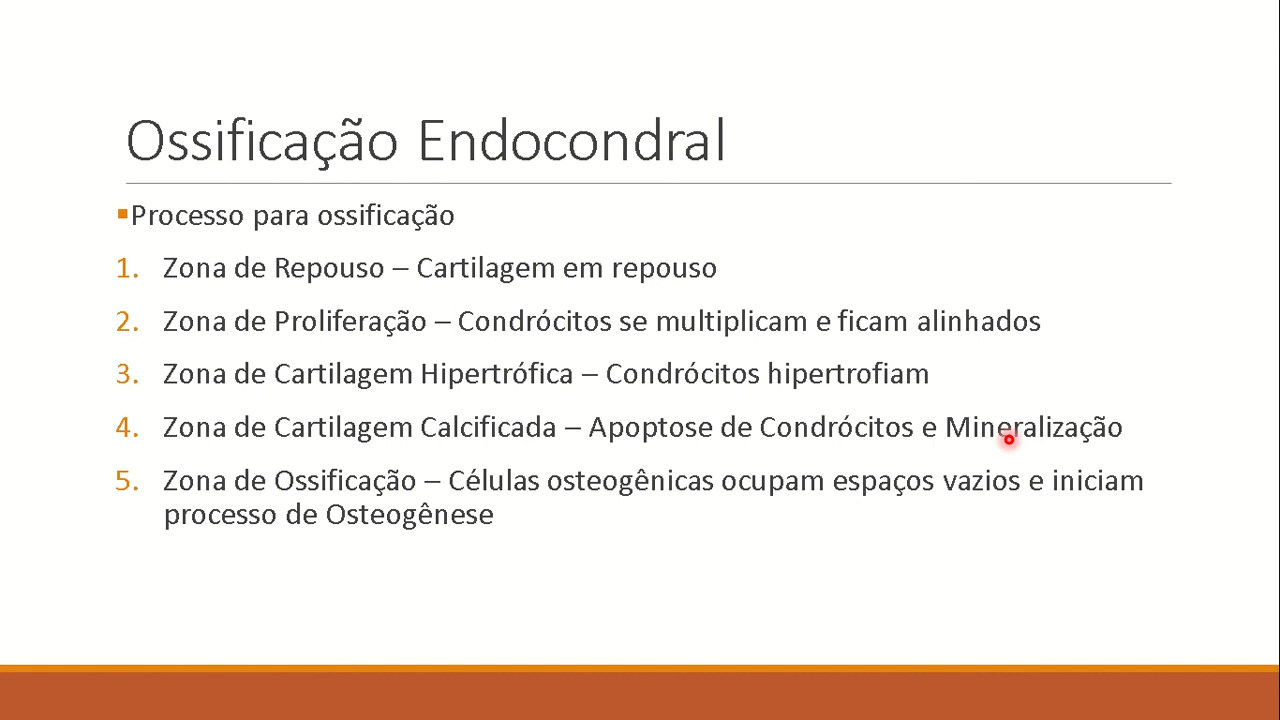 Ossificação Endocondral
▪Processo para ossificação
1. Zona de Repouso – Cartilagem em repouso
2. Zona de Proliferação – Condrócitos se multiplicam e ficam alinhados
3. Zona de Cartilagem Hipertrófica – Condrócitos hipertrofiam
4. Zona de Cartilagem Calcificada – Apoptose de Condrócitos e Mineralização
5. Zona de Ossificação – Células osteogênicas ocupam espaços vazios e iniciam
processo de Osteogênese